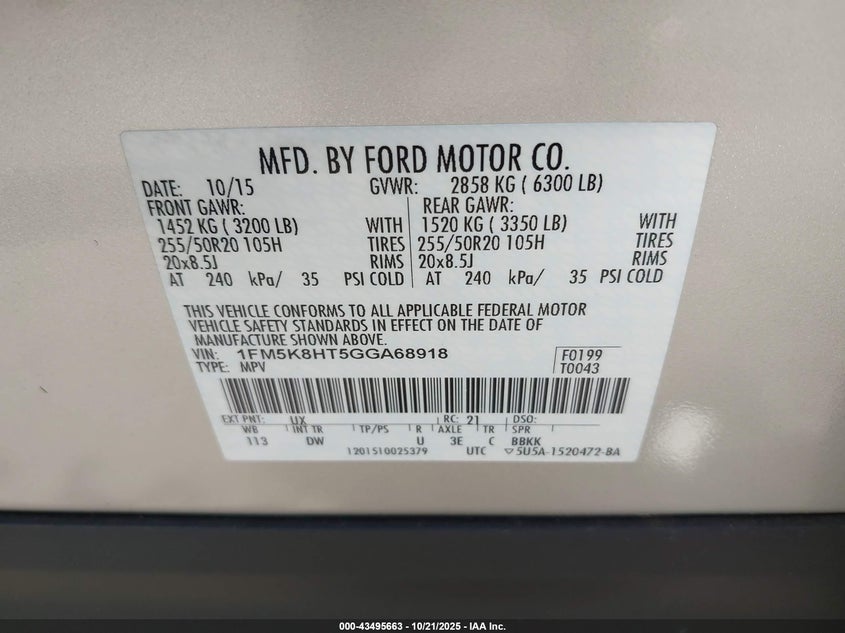 MFD. BY FORD MOTOR CO.
DATE: 10/15 GVWR: 2858 KG ( 6300 LB)
FRONT GAWR: REAR GAWR:
1452 KG ( 3200 LB) WITH 1520 KG ( 3350 LB) WITH
255/50R20 105H TIRES 255/50R20 105H TIRES
20x8.5J RIMS 20x8.5J RIMS
AT 240 kPa/ 35 PSI COLD AT 240 kPa/ 35 PSI COLD
THIS VEHICLE CONFORMS TO ALL APPLICABLE FEDERAL MOTOR
VEHICLE SAFETY STANDARDS IN EFFECT ON THE DATE OF
MANUFACTURE SHOWN ABOVE.
VIN: 1FM5K8HT5GGA68918 F0199
TYPE: MPV T0043
EXT PNT: UX RC: 21 DSO:
WB INT TR TP/PS R AXLE TR SPR
113 DW U 3E C BBKK
1201510025379 UTC ▽5U5A-1520472-BA
000-43495663 - 10/21/2025 - IAA Inc.